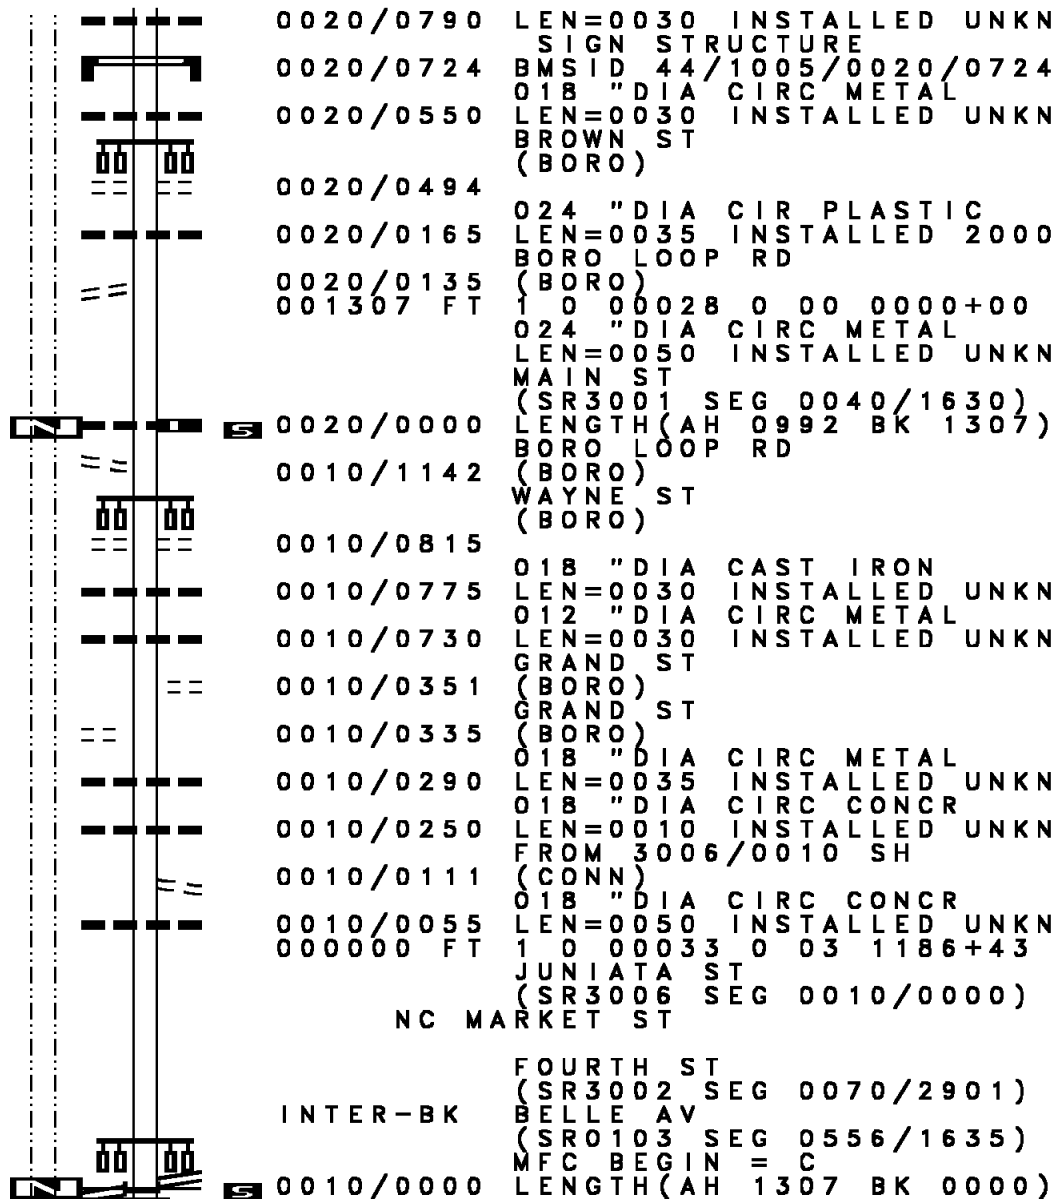 0020/0790 LEN=0030 INSTALLED UNKN
SIGN STRUCTURE
0020/0724 BMSID 44/1005/0020/0724
018 "DIA CIRC METAL
0020/0550 LEN=0030 INSTALLED UNKN
BROWN ST
(BORO)
0020/0494
024 "DIA CIR PLASTIC
0020/0165 LEN=0035 INSTALLED 2000
BORO LOOP RD
0020/0135 (BORO)
001307 FT 1 0 00028 0 00 0000+00
024 "DIA CIRC METAL
LEN=0050 INSTALLED UNKN
MAIN ST
(SR3001 SEG 0040/1630)
N S 0020/0000 LENGTH(AH 0992 BK 1307)
BORO LOOP RD
0010/1142 (BORO)
WAYNE ST
(BORO)
0010/0815
018 "DIA CAST IRON
0010/0775 LEN=0030 INSTALLED UNKN
012 "DIA CIRC METAL
0010/0730 LEN=0030 INSTALLED UNKN
GRAND ST
0010/0351 (BORO)
GRAND ST
0010/0335 (BORO)
018 "DIA CIRC METAL
0010/0290 LEN=0035 INSTALLED UNKN
018 "DIA CIRC CONCR
0010/0250 LEN=0010 INSTALLED UNKN
FROM 3006/0010 SH
0010/0111 (CONN)
018 "DIA CIRC CONCR
0010/0055 LEN=0050 INSTALLED UNKN
000000 FT 1 0 00033 0 03 1186+43
JUNIATA ST
(SR3006 SEG 0010/0000)
NC MARKET ST
FOURTH ST
(SR3002 SEG 0070/2901)
INTER-BK BELLE AV
(SR0103 SEG 0556/1635)
MFC BEGIN = C
N S 0010/0000 LENGTH(AH 1307 BK 0000)